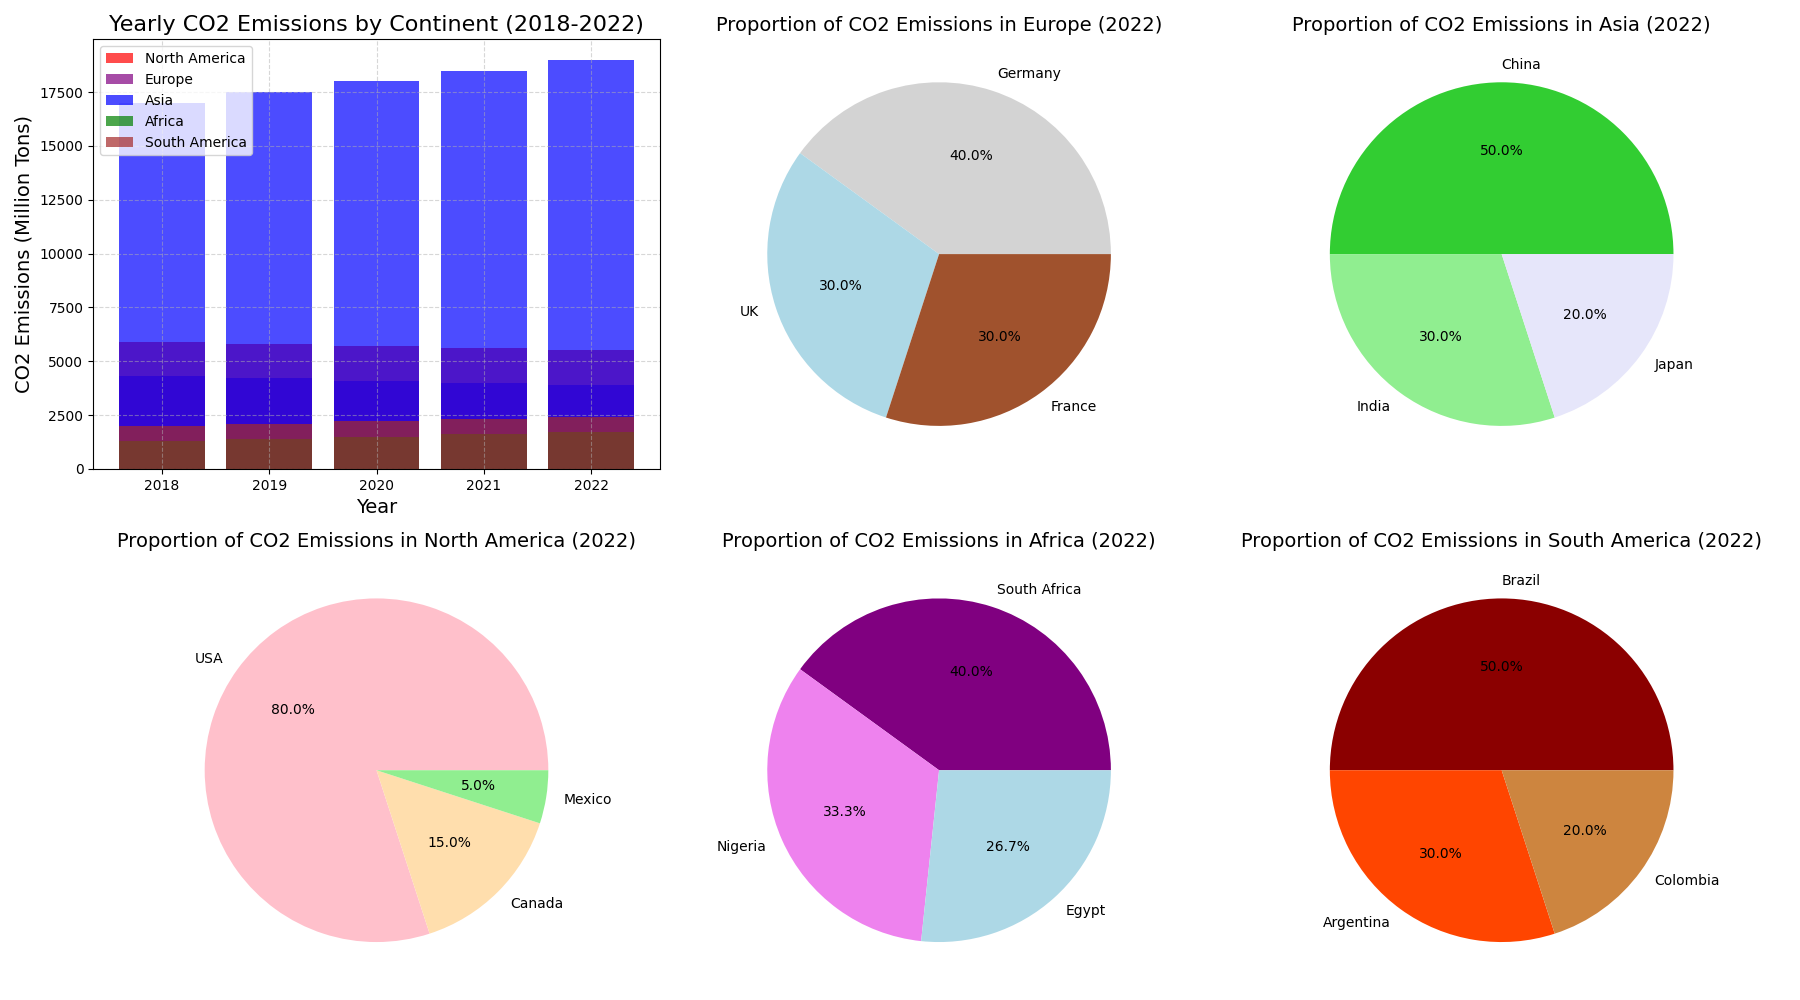 Yearly CO2 Emissions by Continent (2018-2022)
North America
Europe
Asia
Africa
South America
CO2 Emissions (Million Tons)
17500
15000
12500
10000
7500
5000
2500
0
2018 2019 2020 2021 2022
Year
Proportion of CO2 Emissions in Europe (2022)
Germany
40.0%
UK
30.0%
France
30.0%
Proportion of CO2 Emissions in Asia (2022)
China
50.0%
India
30.0%
Japan
20.0%
Proportion of CO2 Emissions in North America (2022)
USA
80.0%
Canada
15.0%
Mexico
5.0%
Proportion of CO2 Emissions in Africa (2022)
South Africa
40.0%
Nigeria
33.3%
Egypt
26.7%
Proportion of CO2 Emissions in South America (2022)
Brazil
50.0%
Argentina
30.0%
Colombia
20.0%